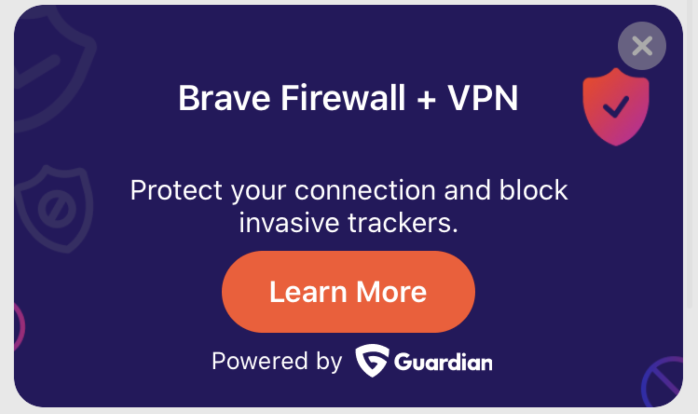 Brave Firewall + VPN
Protect your connection and block
invasive trackers.
Learn More
Powered by Guardian